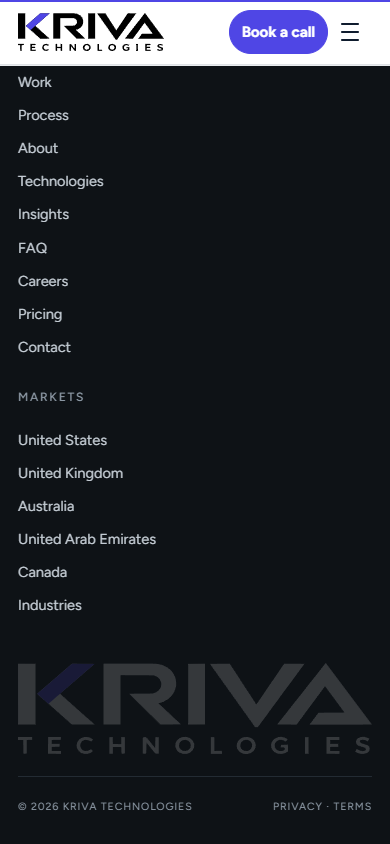 KRIVA
TECHNOLOGIES
Book a call
Work
Process
About
Technologies
Insights
FAQ
Careers
Pricing
Contact
MARKETS
United States
United Kingdom
Australia
United Arab Emirates
Canada
Industries
KRIVA
TECHNOLOGIES
© 2026 KRIVA TECHNOLOGIES
PRIVACY · TERMS